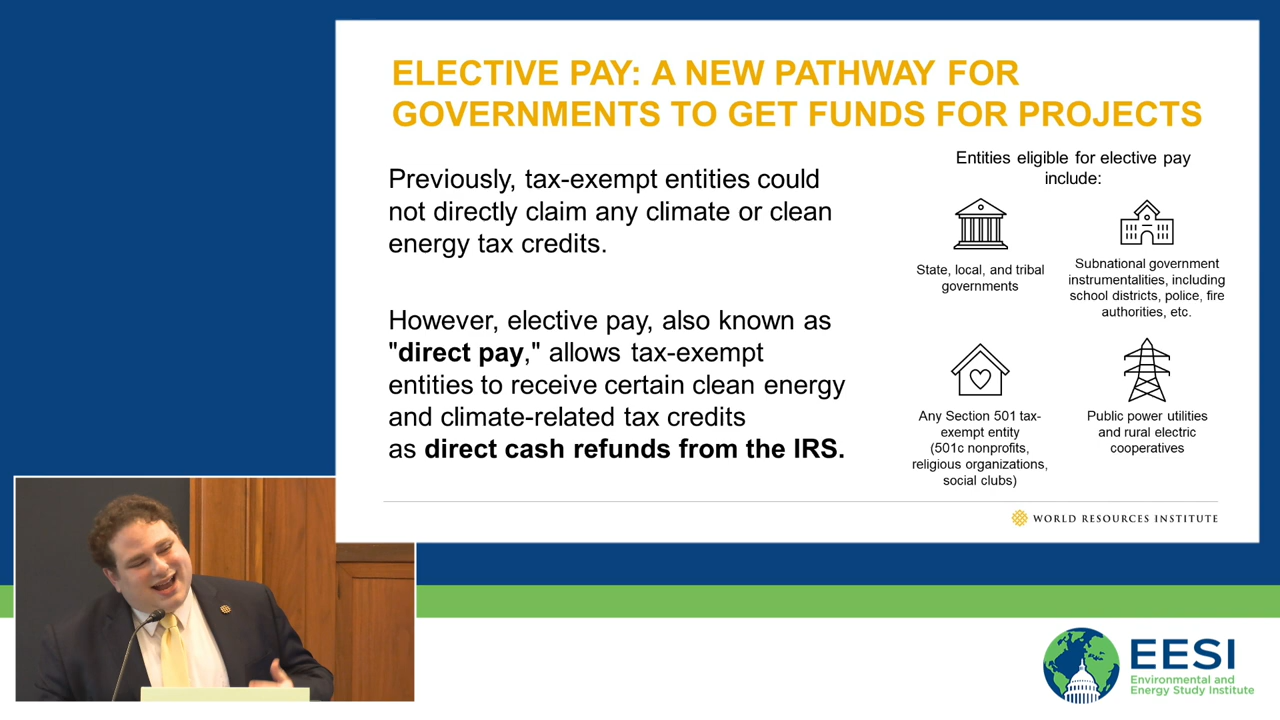 ELECTIVE PAY: A NEW PATHWAY FOR
GOVERNMENTS TO GET FUNDS FOR PROJECTS
Previously, tax-exempt entities could
not directly claim any climate or clean
energy tax credits.
However, elective pay, also known as
"direct pay," allows tax-exempt
entities to receive certain clean energy
and climate-related tax credits
as direct cash refunds from the IRS.
Entities eligible for elective pay
include:
State, local, and tribal
governments
Subnational government
instrumentalities, including
school districts, police, fire
authorities, etc.
Any Section 501 tax-
exempt entity
(501c nonprofits,
religious organizations,
social clubs)
Public power utilities
and rural electric
cooperatives
WORLD RESOURCES INSTITUTE
EESI
Environmental and
Energy Study Institute